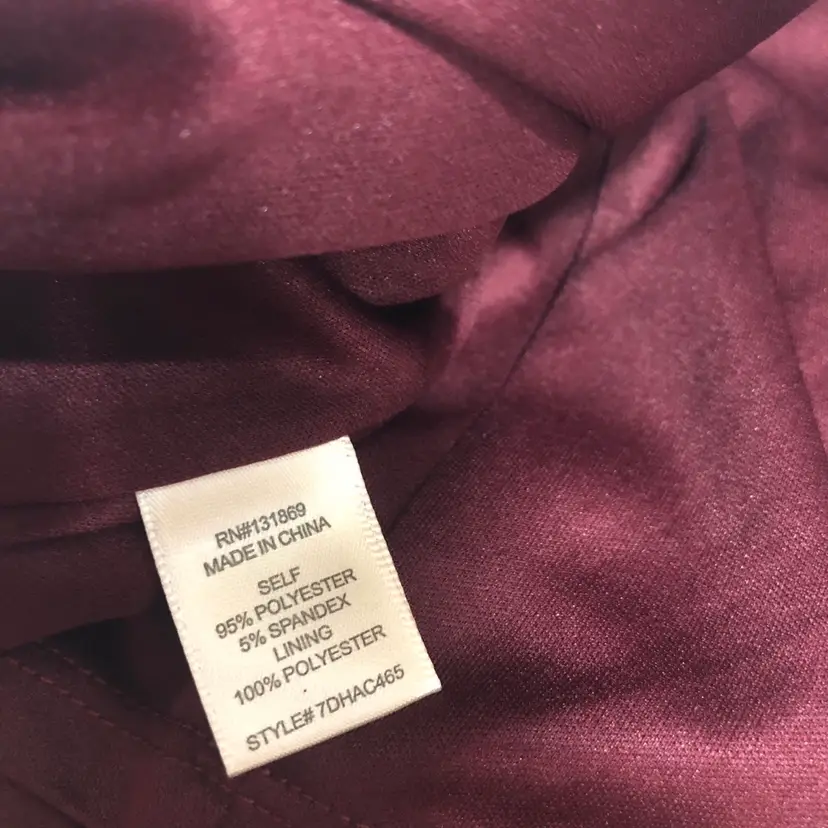 RN#131869
MADE IN CHINA
SELF
95% POLYESTER
5% SPANDEX
LINING
100% POLYESTER
STYLE# 7DHAC465